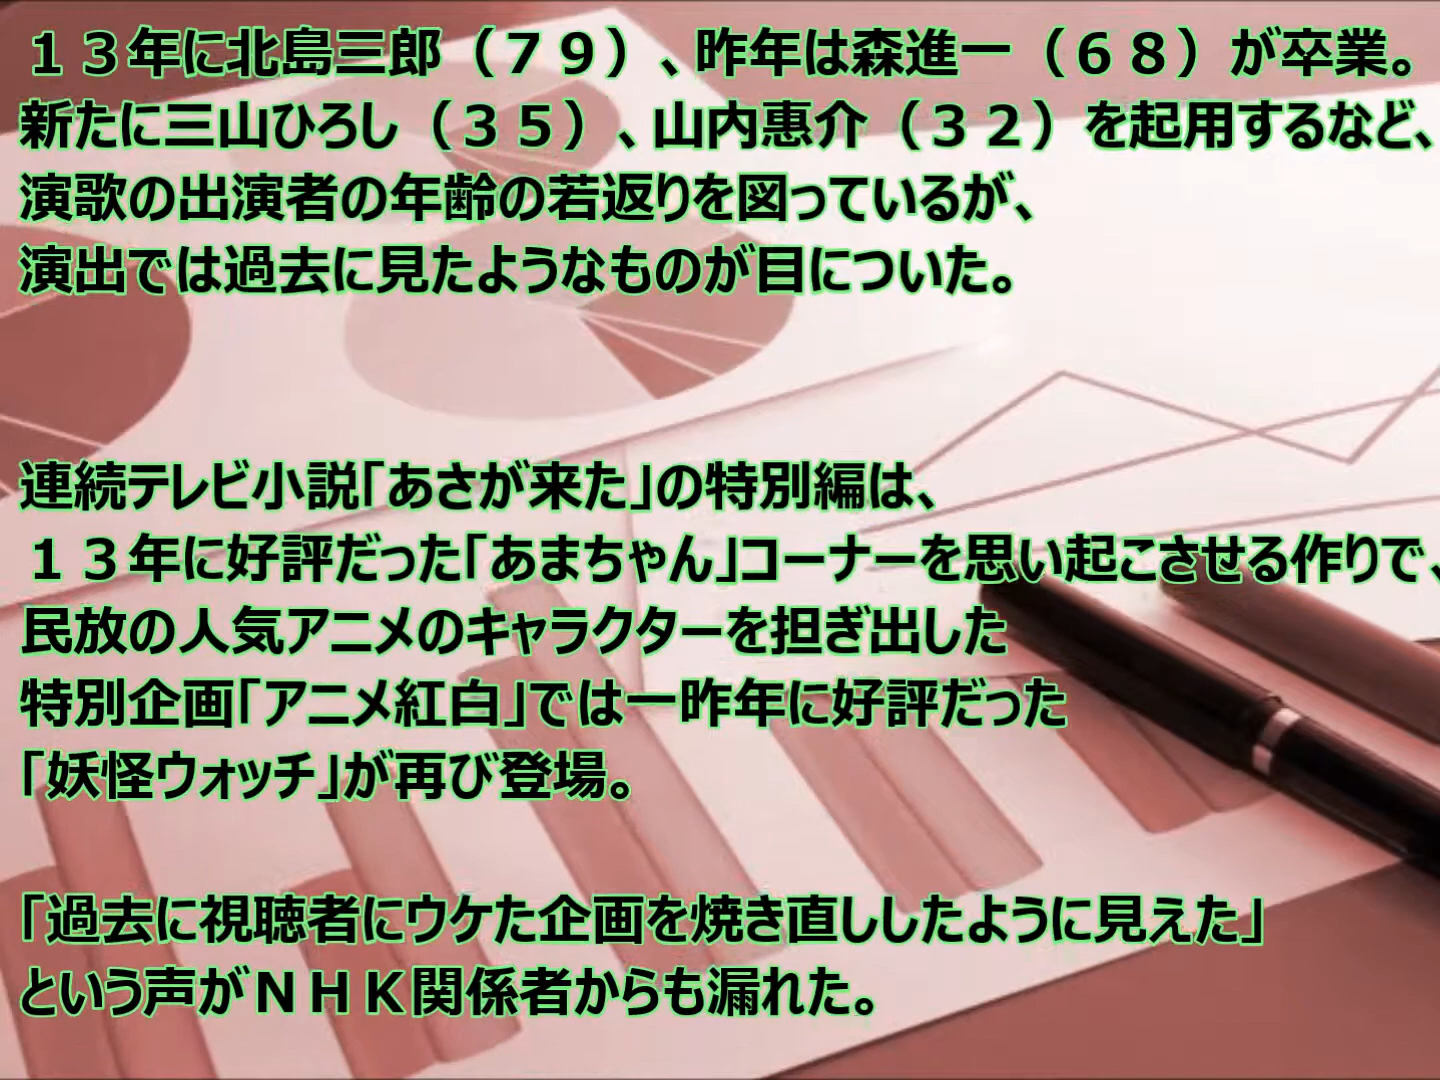 １３年に北島三郎（７９）、昨年は森進一（６８）が卒業。
新たに三山ひろし（３５）、山内惠介（３２）を起用するなど、
演歌の出演者の年齢の若返りを図っているが、
演出では過去に見たようなものが目についた。
連続テレビ小説「あさが来た」の特別編は、
１３年に好評だった「あまちゃん」コーナーを思い起こさせる作りで、
民放の人気アニメのキャラクターを担ぎ出した
特別企画「アニメ紅白」では一昨年に好評だった
「妖怪ウォッチ」が再び登場。
「過去に視聴者にウケた企画を焼き直ししたように見えた」
という声がＮＨＫ関係者からも漏れた。